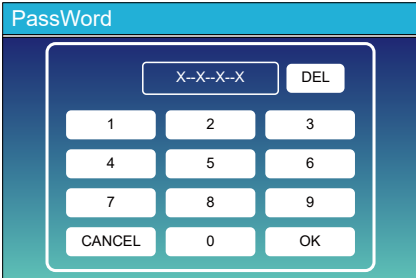 PassWord
X--X--X--X DEL
1 2 3
4 5 6
7 8 9
CANCEL 0 OK